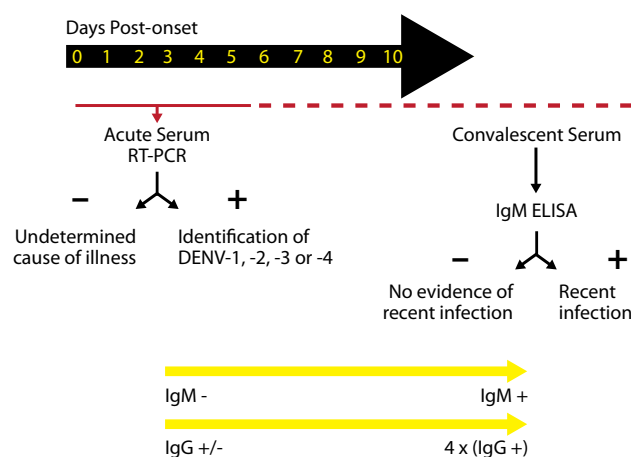 Days Post-onset
0 1 2 3 4 5 6 7 8 9 10
Acute Serum
RT-PCR
Convalescent Serum
IgM ELISA
– +
Undetermined
cause of illness
Identification of
DENV-1, -2, -3 or -4
– +
No evidence of
recent infection
Recent
infection
IgM - IgM +
IgG +/- 4 x (IgG +)